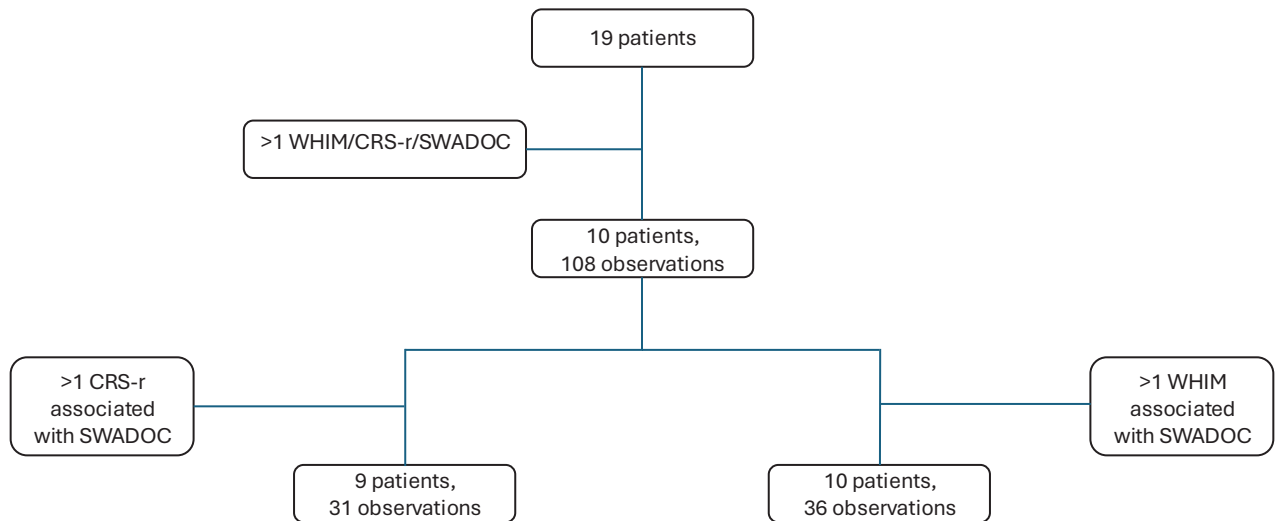 19 patients
>1 WHIM/CRS-r/SWADOC
10 patients,
108 observations
>1 CRS-r
associated
with SWADOC
>1 WHIM
associated
with SWADOC
9 patients,
31 observations
10 patients,
36 observations